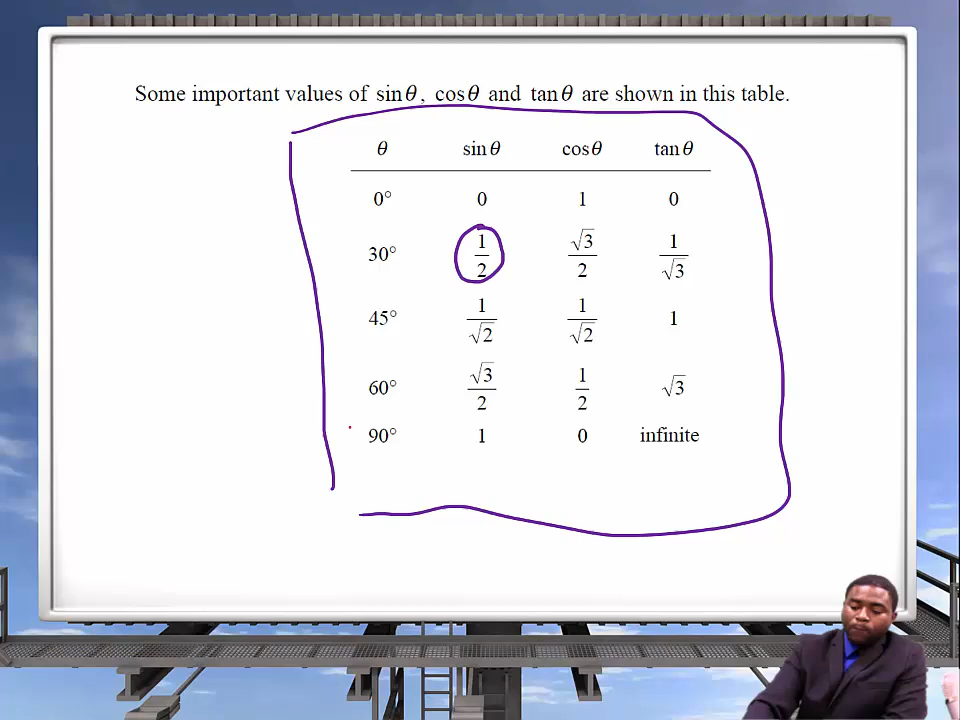 Some important values of sin θ, cos θ and tan θ are shown in this table.
θ sin θ cos θ tan θ
0° 0 1 0
30° 1/2 √3/2 1/√3
45° 1/√2 1/√2 1
60° √3/2 1/2 √3
90° 1 0 infinite